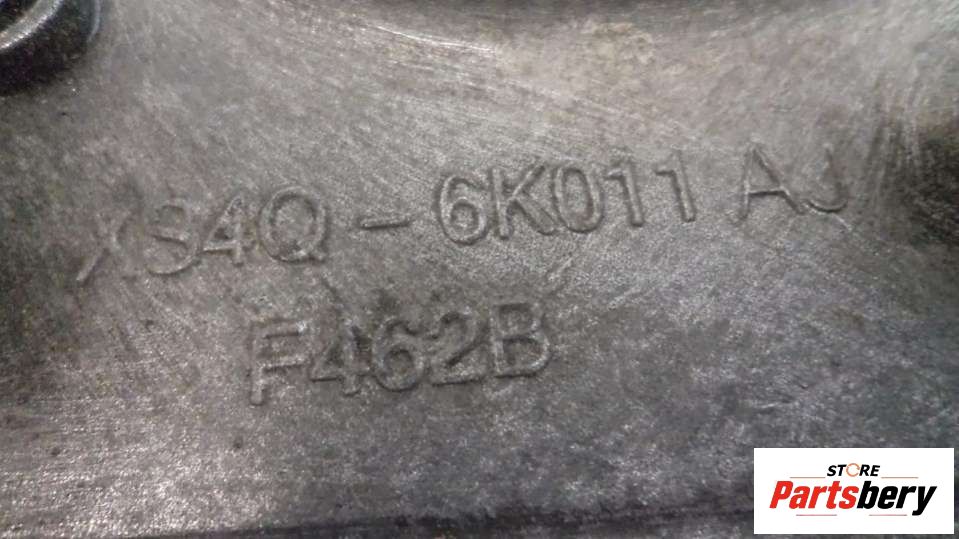 XS4Q - 6K011 AJ
F462B
STORE
Partsbery